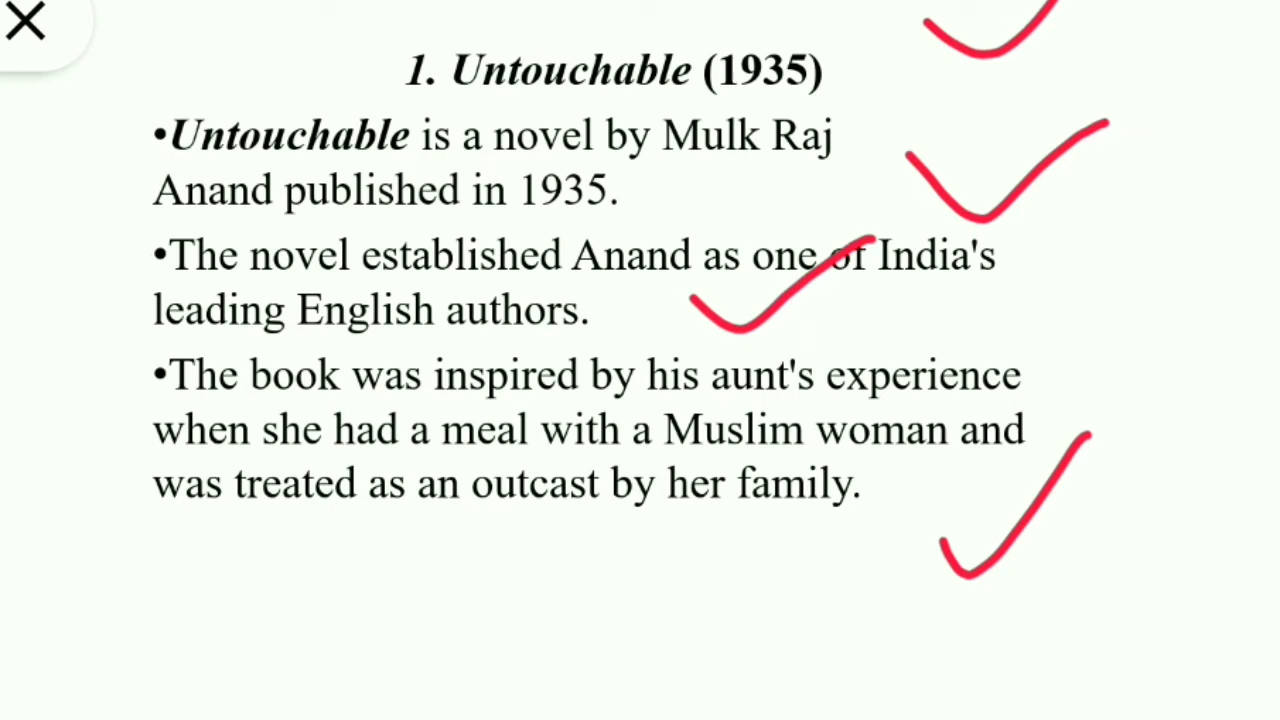 1. Untouchable (1935)
•Untouchable is a novel by Mulk Raj
Anand published in 1935.
•The novel established Anand as one of India's
leading English authors.
•The book was inspired by his aunt's experience
when she had a meal with a Muslim woman and
was treated as an outcast by her family.